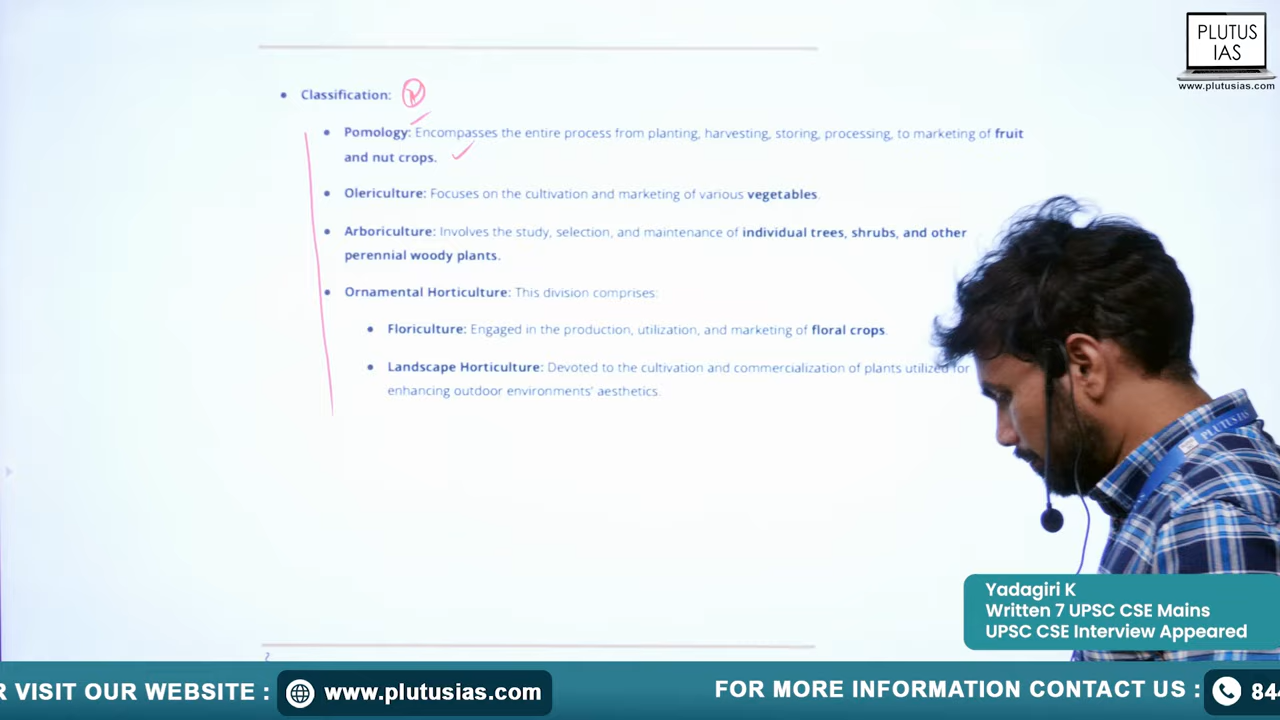 PLUTUS
IAS
www.plutusias.com
• Classification:
• Pomology: Encompasses the entire process from planting, harvesting, storing, processing, to marketing of fruit
and nut crops.
• Olericulture: Focuses on the cultivation and marketing of various vegetables.
• Arboriculture: Involves the study, selection, and maintenance of individual trees, shrubs, and other
perennial woody plants.
• Ornamental Horticulture: This division comprises:
• Floriculture: Engaged in the production, utilization, and marketing of floral crops.
• Landscape Horticulture: Devoted to the cultivation and commercialization of plants utilized for
enhancing outdoor environments' aesthetics.
PLUTUS IAS
Yadagiri K
Written 7 UPSC CSE Mains
UPSC CSE Interview Appeared
R VISIT OUR WEBSITE : www.plutusias.com FOR MORE INFORMATION CONTACT US : 844